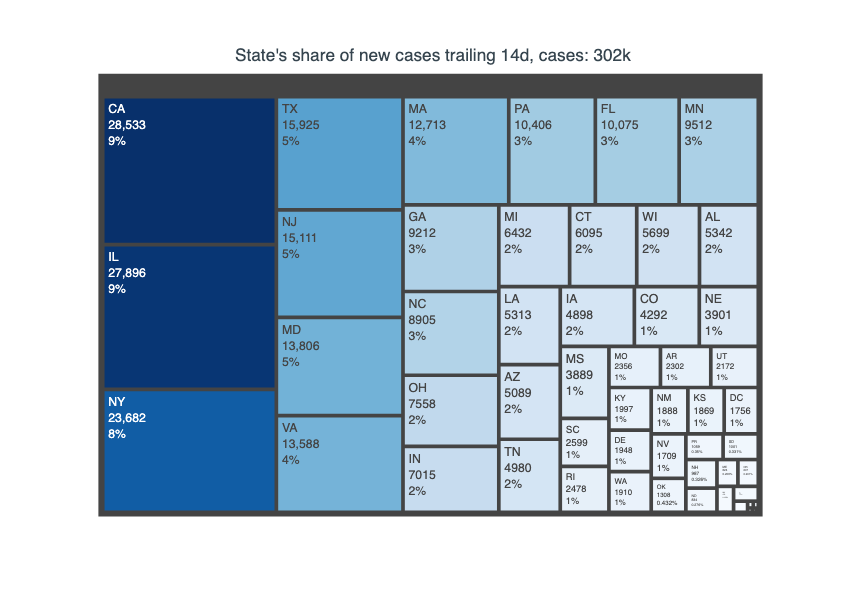 State's share of new cases trailing 14d, cases: 302k
CA
28,533
9%
IL
27,896
9%
NY
23,682
8%
TX
15,925
5%
NJ
15,111
5%
MD
13,806
5%
VA
13,588
4%
MA
12,713
4%
PA
10,406
3%
FL
10,075
3%
MN
9512
3%
GA
9212
3%
NC
8905
3%
OH
7558
2%
IN
7015
2%
MI
6432
2%
CT
6095
2%
WI
5699
2%
AL
5342
2%
LA
5313
2%
AZ
5089
2%
TN
4980
2%
IA
4898
2%
CO
4292
1%
NE
3901
1%
MS
3889
1%
SC
2599
1%
RI
2478
1%
MO
2356
1%
AR
2302
1%
UT
2172
1%
KY
1997
1%
DE
1948
1%
WA
1910
1%
NM
1888
1%
KS
1869
1%
DC
1756
1%
NV
1709
1%
OK
1308
0.432%
NH
987
0.326%
ND